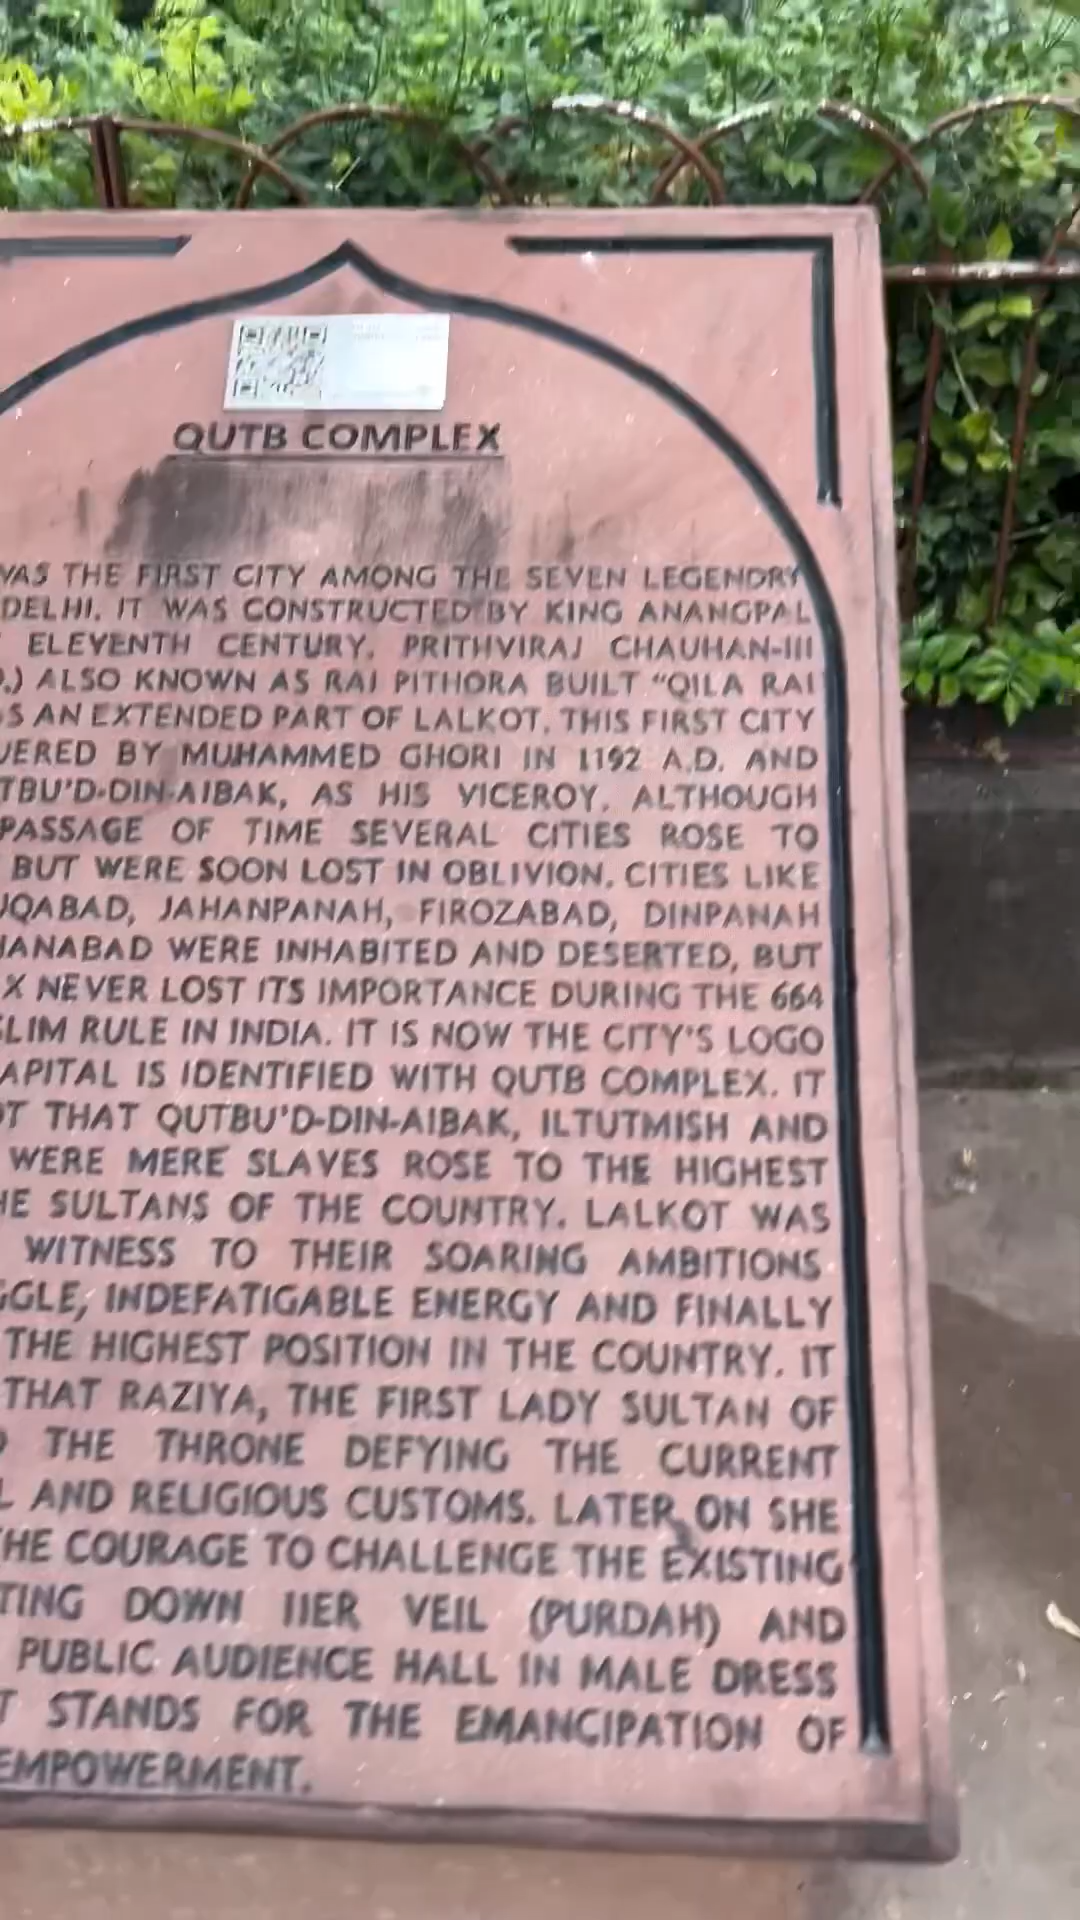 QUTB COMPLEX
WAS THE FIRST CITY AMONG THE SEVEN LEGENDRY
DELHI. IT WAS CONSTRUCTED BY KING ANANGPAL
ELEVENTH CENTURY. PRITHVIRAJ CHAUHAN-III
.) ALSO KNOWN AS RAI PITHORA BUILT "QILA RAI
S AN EXTENDED PART OF LALKOT. THIS FIRST CITY
VERED BY MUHAMMED GHORI IN 1192 A.D. AND
TBU'D-DIN-AIBAK, AS HIS VICEROY. ALTHOUGH
PASSAGE OF TIME SEVERAL CITIES ROSE TO
BUT WERE SOON LOST IN OBLIVION. CITIES LIKE
UQABAD, JAHANPANAH, FIROZABAD, DINPANAH
JANABAD WERE INHABITED AND DESERTED, BUT
X NEVER LOST ITS IMPORTANCE DURING THE 664
SLIM RULE IN INDIA. IT IS NOW THE CITY'S LOGO
APITAL IS IDENTIFIED WITH QUTB COMPLEX. IT
OT THAT QUTBU'D-DIN-AIBAK, ILTUTMISH AND
WERE MERE SLAVES ROSE TO THE HIGHEST
HE SULTANS OF THE COUNTRY. LALKOT WAS
WITNESS TO THEIR SOARING AMBITIONS
GGLE, INDEFATIGABLE ENERGY AND FINALLY
THE HIGHEST POSITION IN THE COUNTRY. IT
THAT RAZIYA, THE FIRST LADY SULTAN OF
THE THRONE DEFYING THE CURRENT
L AND RELIGIOUS CUSTOMS. LATER ON SHE
THE COURAGE TO CHALLENGE THE EXISTING
TING DOWN HER VEIL (PURDAH) AND
PUBLIC AUDIENCE HALL IN MALE DRESS
T STANDS FOR THE EMANCIPATION OF
EMPOWERMENT.